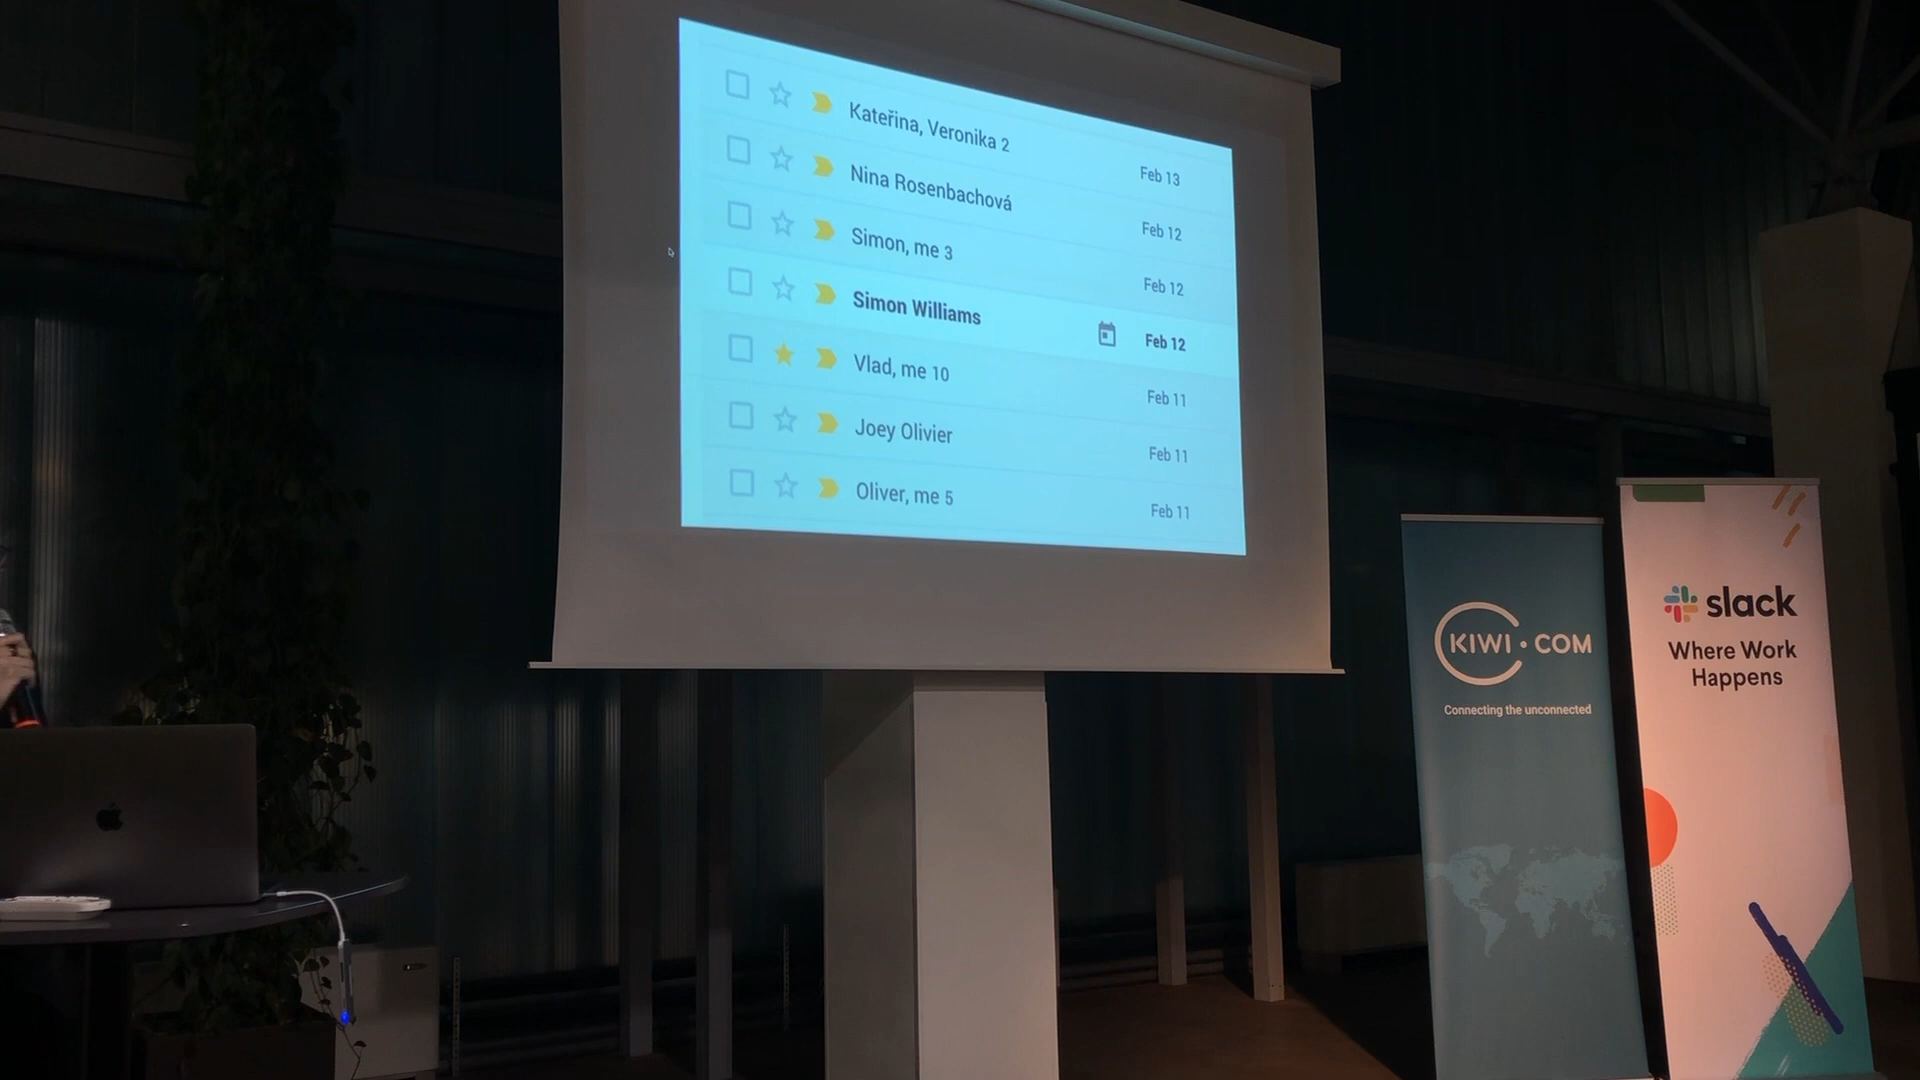 Kateřina, Veronika 2
Feb 13
Nina Rosenbachová
Feb 12
Simon, me 3
Feb 12
Simon Williams
Feb 12
Vlad, me 10
Feb 11
Joey Olivier
Feb 11
Oliver, me 5
Feb 11
KIWI.COM
Connecting the unconnected
slack
Where Work
Happens